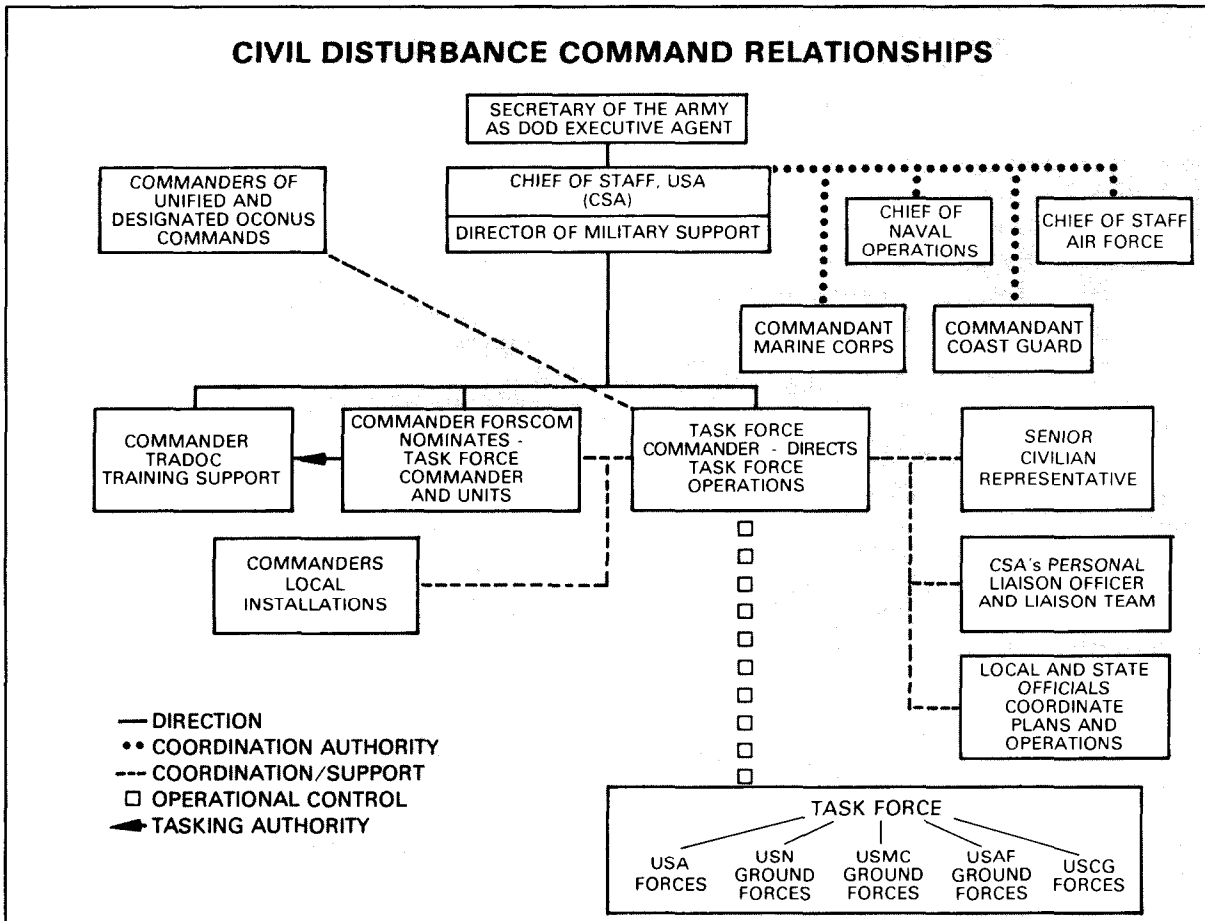 CIVIL DISTURBANCE COMMAND RELATIONSHIPS
SECRETARY OF THE ARMY
AS DOD EXECUTIVE AGENT
COMMANDERS OF
UNIFIED AND
DESIGNATED OCONUS
COMMANDS
CHIEF OF STAFF, USA
(CSA)
DIRECTOR OF MILITARY SUPPORT
CHIEF OF
NAVAL
OPERATIONS
CHIEF OF STAFF
AIR FORCE
COMMANDANT
MARINE CORPS
COMMANDANT
COAST GUARD
COMMANDER
TRADOC
TRAINING SUPPORT
COMMANDER FORSCOM
NOMINATES -
TASK FORCE
COMMANDER
AND UNITS
TASK FORCE
COMMANDER - DIRECTS
TASK FORCE
OPERATIONS
SENIOR
CIVILIAN
REPRESENTATIVE
COMMANDERS
LOCAL
INSTALLATIONS
CSA's PERSONAL
LIAISON OFFICER
AND LIAISON TEAM
LOCAL AND STATE
OFFICIALS
COORDINATE
PLANS AND
OPERATIONS
DIRECTION
COORDINATION AUTHORITY
COORDINATION/SUPPORT
OPERATIONAL CONTROL
TASKING AUTHORITY
TASK FORCE
USA
FORCES
USN
GROUND
FORCES
USMC
GROUND
FORCES
USAF
GROUND
FORCES
USCG
FORCES